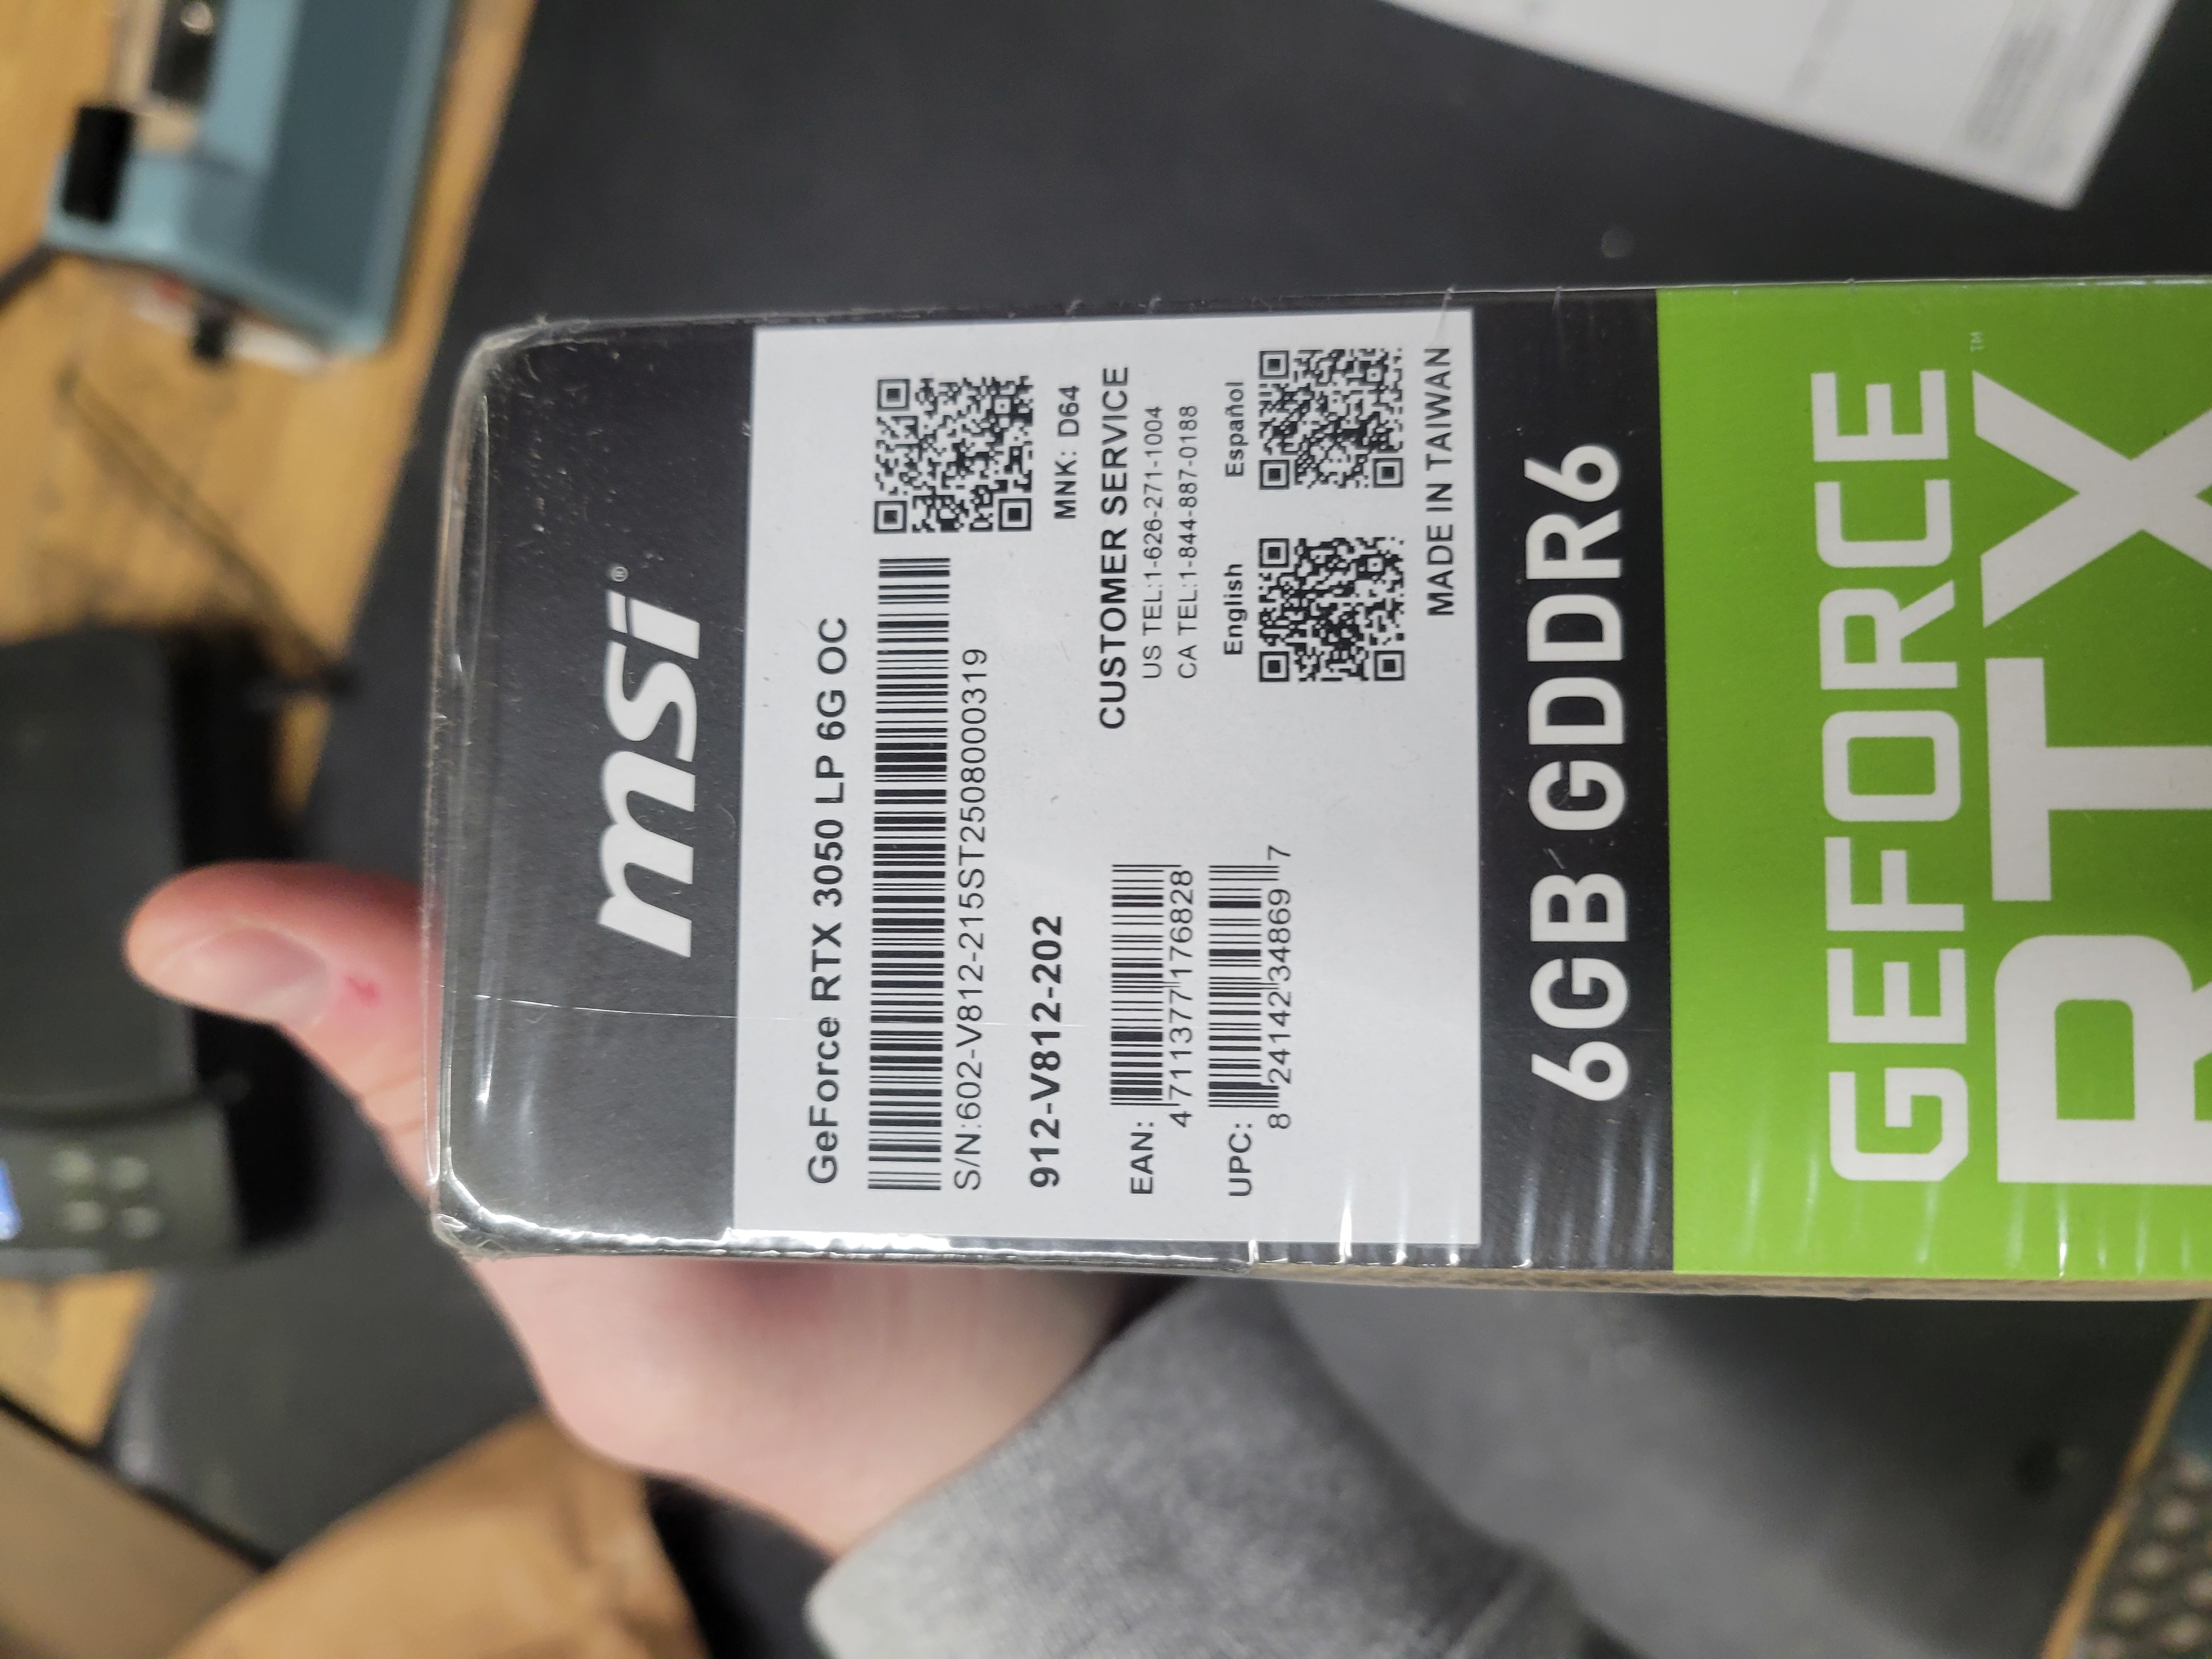 msi®
GeForce RTX 3050 LP 6G OC
S/N:602-V812-215ST2508000319
912-V812-202
MNK: D64
EAN:
4 711377 176828
UPC:
8 24142 34869 7
CUSTOMER SERVICE
US TEL:1-626-271-1004
CA TEL:1-844-887-0188
English
Español
MADE IN TAIWAN
6GB GDDR6
GEFORCE
RTX™